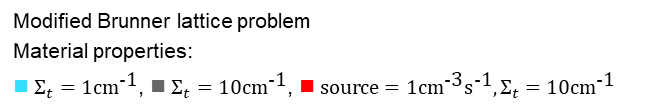 Modified Brunner lattice problem
Material properties:
Σₜ = 1cm⁻¹, Σₜ = 10cm⁻¹, source = 1cm⁻³s⁻¹,Σₜ = 10cm⁻¹